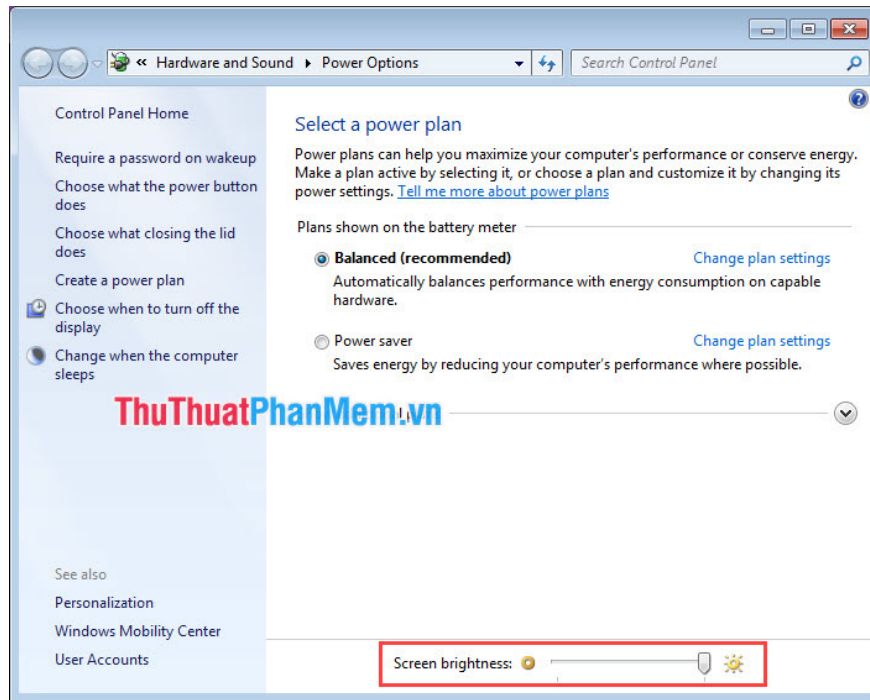 « Hardware and Sound ▸ Power Options
Search Control Panel
Control Panel Home
Require a password on wakeup
Choose what the power button
does
Choose what closing the lid
does
Create a power plan
Choose when to turn off the
display
Change when the computer
sleeps
See also
Personalization
Windows Mobility Center
User Accounts
Select a power plan
Power plans can help you maximize your computer's performance or conserve energy.
Make a plan active by selecting it, or choose a plan and customize it by changing its
power settings. Tell me more about power plans
Plans shown on the battery meter
Balanced (recommended) Change plan settings
Automatically balances performance with energy consumption on capable
hardware.
Power saver Change plan settings
Saves energy by reducing your computer's performance where possible.
ThuThuatPhanMem.vn
Screen brightness: